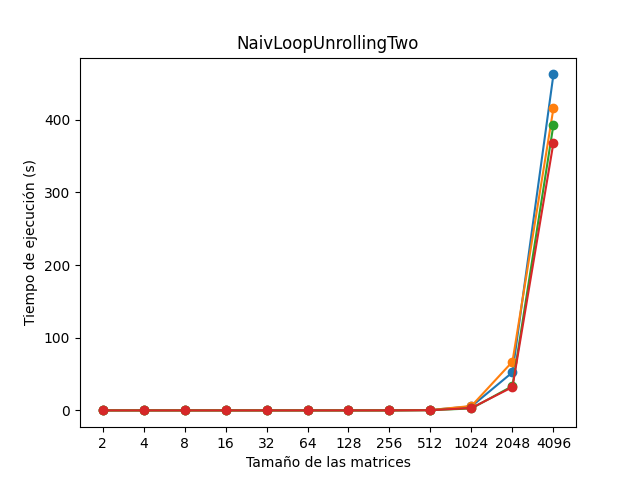 NaivLoopUnrollingTwo
Tiempo de ejecución (s)
400
300
200
100
0
2 4 8 16 32 64 128 256 512 1024 2048 4096
Tamaño de las matrices